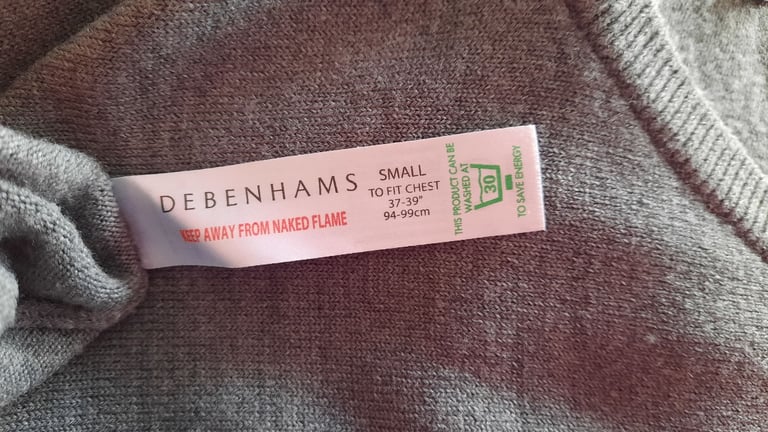 DEBENHAMS
KEEP AWAY FROM NAKED FLAME
SMALL
TO FIT CHEST
37-39"
94-99cm
THIS PRODUCT CAN BE
WASHED AT
30
TO SAVE ENERGY